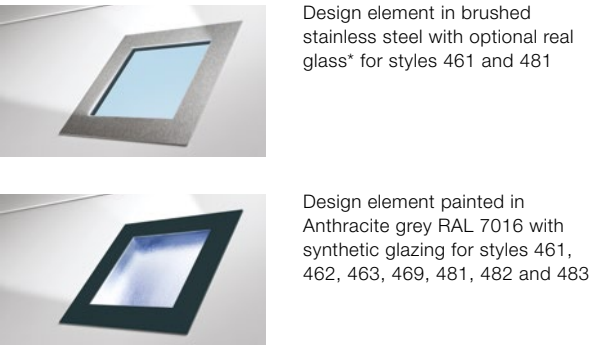 Design element in brushed
stainless steel with optional real
glass* for styles 461 and 481
Design element painted in
Anthracite grey RAL 7016 with
synthetic glazing for styles 461,
462, 463, 469, 481, 482 and 483